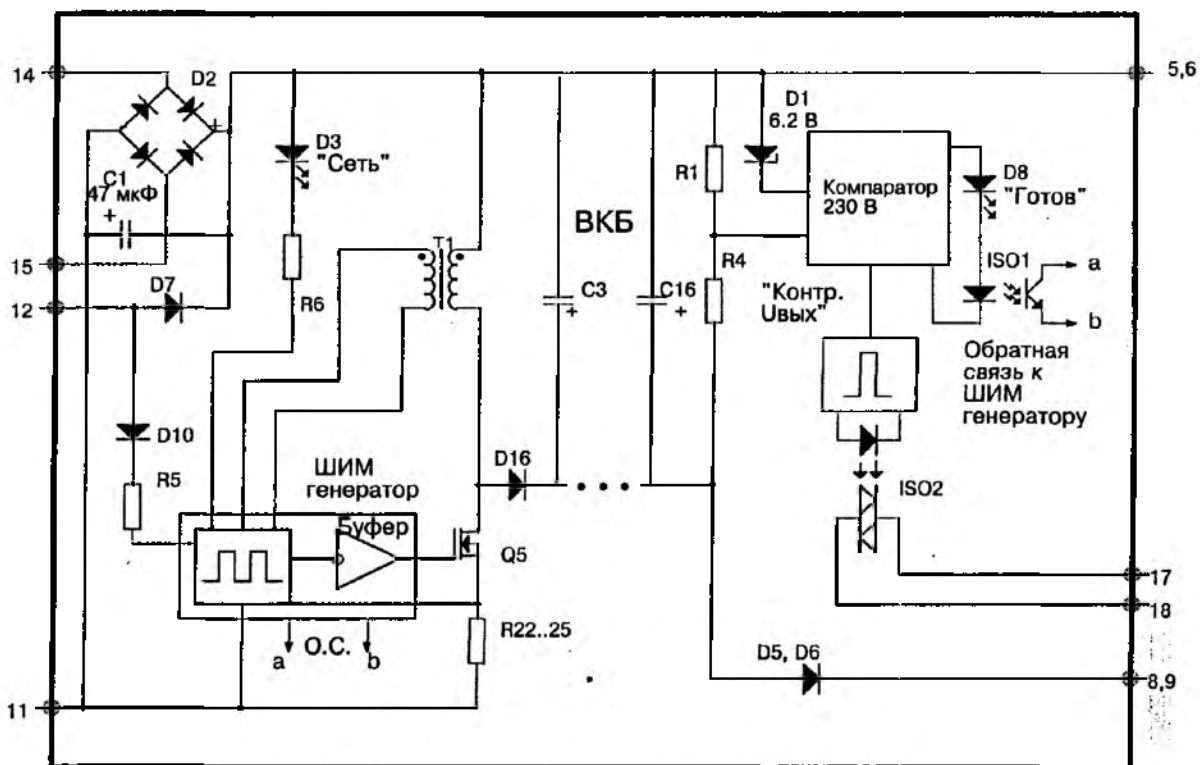 14
D2
+
5,6
D1
6.2 В
D3
"Сеть"
C1
47 мкФ
+
R1
Компаратор
230 В
D8
"Готов"
ВКБ
T1
15
D7
R6
12
C3
+
C16
+
R4
"Контр.
Uвых"
ISO1
a
b
Обратная
связь к
ШИМ
генератору
D10
R5
ШИМ
генератор
Буфер
D16
ISO2
Q5
17
18
R22..25
a
О.С.
b
D5, D6
8,9
11